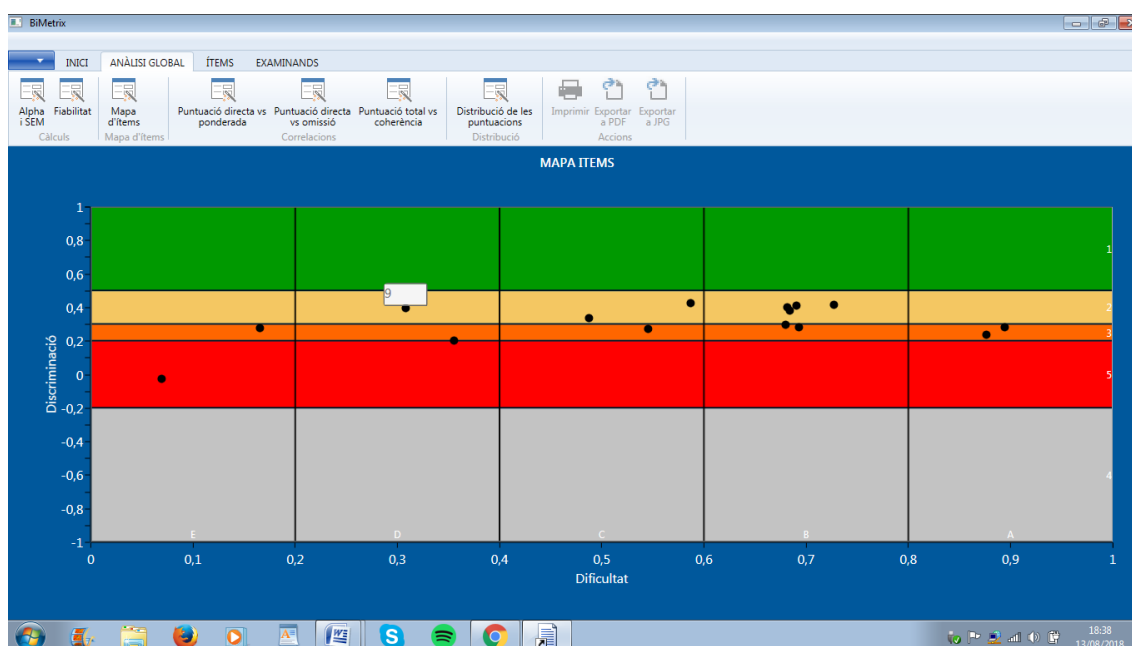 BiMetrix
INICI ANÀLISI GLOBAL ÍTEMS EXAMINANDS
Alpha i SEM
Fiabilitat
Càlculs
Mapa d'ítems
Mapa d'ítems
Puntuació directa vs ponderada
Puntuació directa vs omissió
Puntuació total vs coherència
Correlacions
Distribució de les puntuacions
Distribució
Imprimir
Exportar a PDF
Exportar a JPG
Accions
MAPA ITEMS
Discriminació
1
0,8
0,6
0,4
0,2
0
-0,2
-0,4
-0,6
-0,8
-1
9
1
2
3
5
4
E D C B A
0 0,1 0,2 0,3 0,4 0,5 0,6 0,7 0,8 0,9 1
Dificultat
18:38
13/08/2018